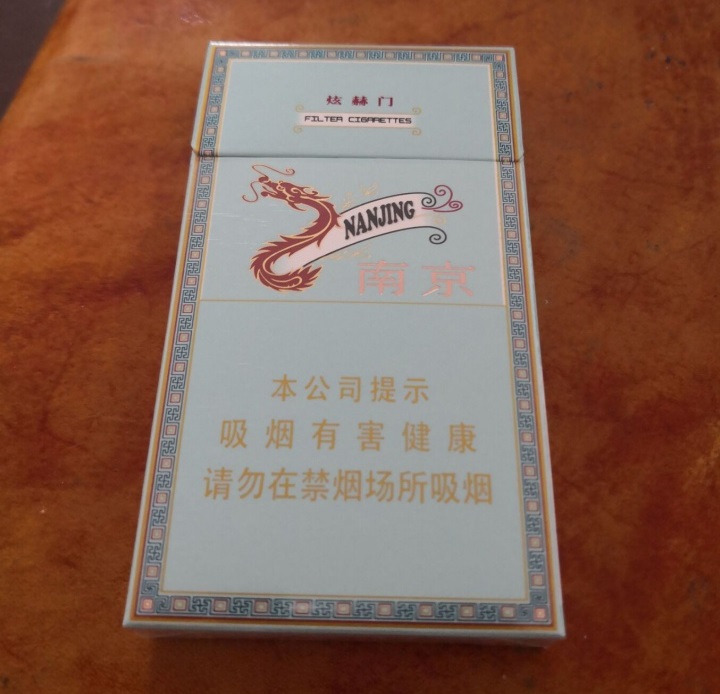 炫赫门
FILTER CIGARETTES
NANJING
南京
本公司提示
吸烟有害健康
请勿在禁烟场所吸烟